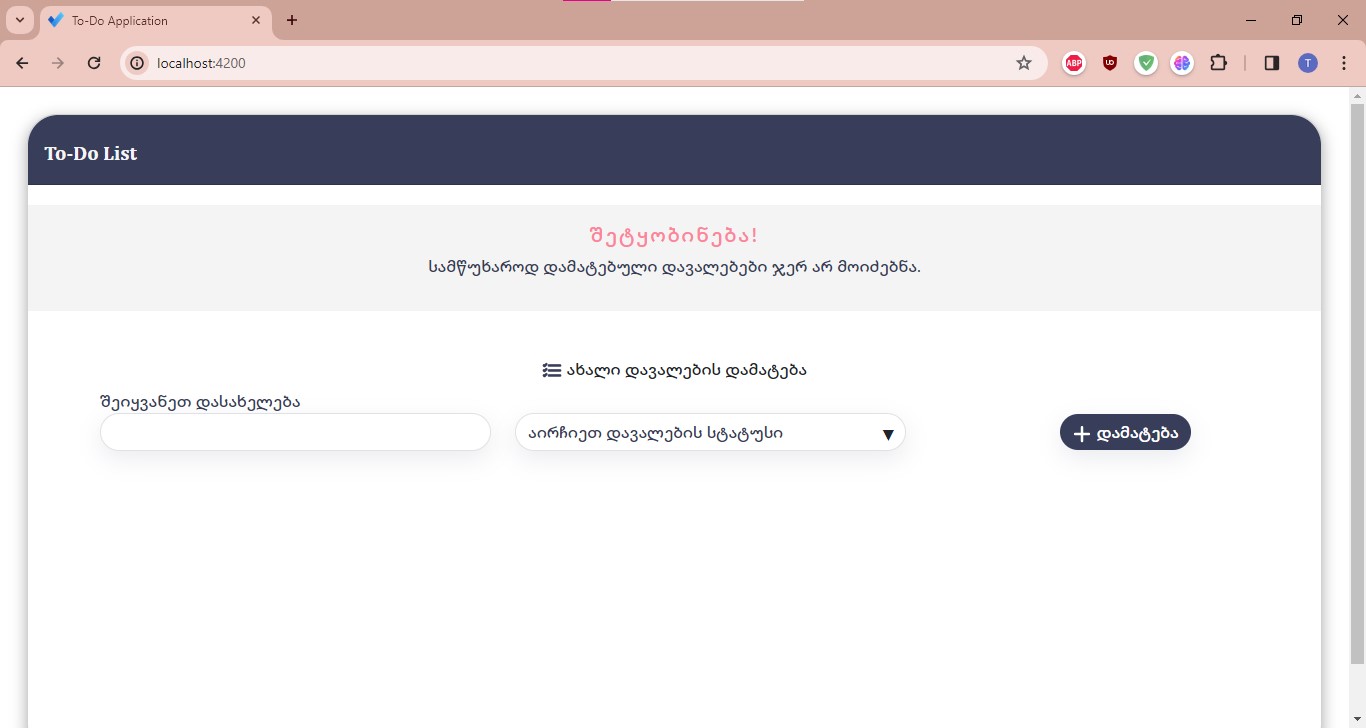 To-Do Application
localhost:4200
ABP
UD
T
To-Do List
შეტყობინება!
სამწუხაროდ დამატებული დავალებები ჯერ არ მოიძებნა.
ახალი დავალების დამატება
შეიყვანეთ დასახელება
აირჩიეთ დავალების სტატუსი
დამატება